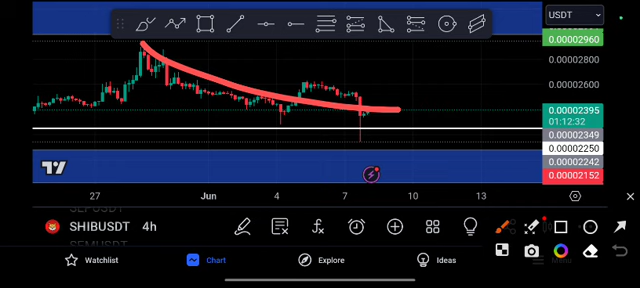 USDT
0.00002960
0.00002800
0.00002600
0.00002395
01:12:32
0.00002349
0.00002250
0.00002242
0.00002152
27 Jun 4 7 10 13
SHIBUSDT 4h
Watchlist Chart Explore Ideas